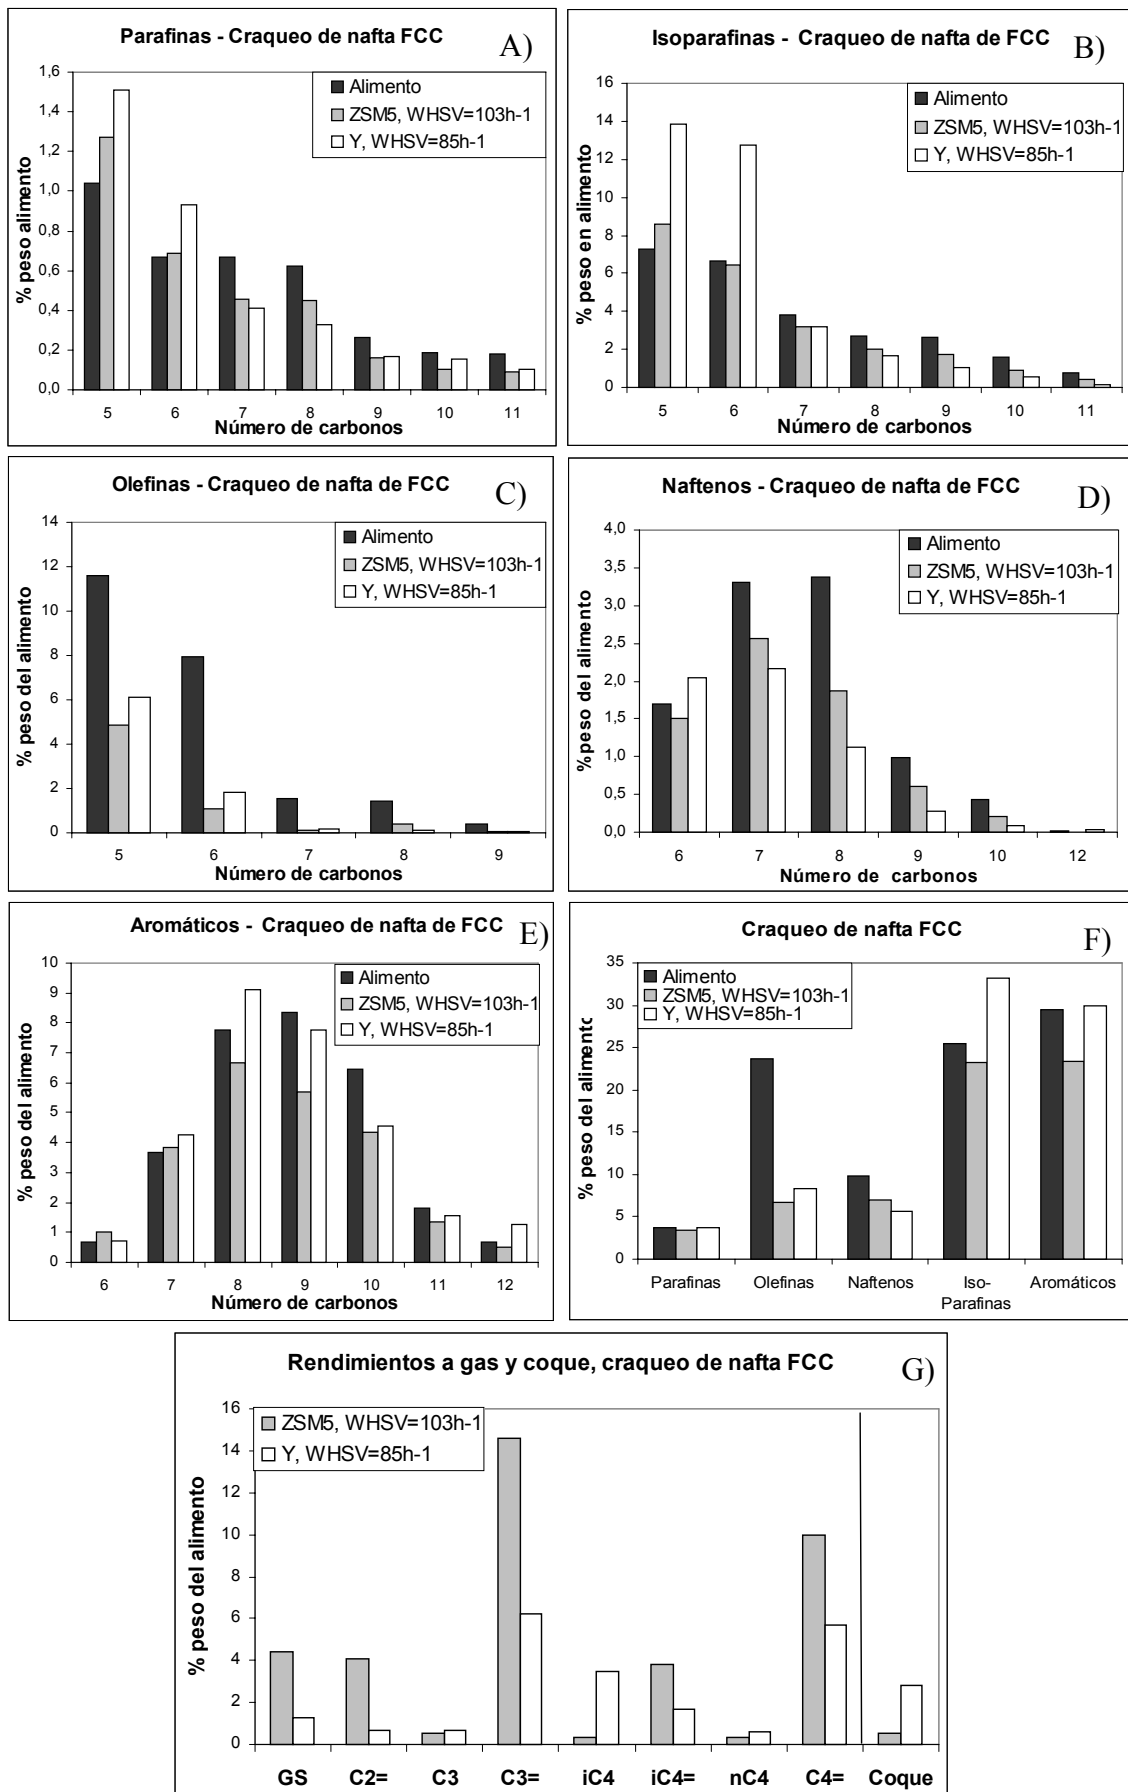 Parafinas - Craqueo de nafta FCC
A)
Alimento
ZSM5, WHSV=103h-1
Y, WHSV=85h-1
% peso alimento
1,6
1,4
1,2
1,0
0,8
0,6
0,4
0,2
0,0
5 6 7 8 9 10 11
Número de carbonos
Isoparafinas - Craqueo de nafta de FCC
B)
Alimento
ZSM5, WHSV=103h-1
Y, WHSV=85h-1
% peso en alimento
16
14
12
10
8
6
4
2
0
5 6 7 8 9 10 11
Número de carbonos
Olefinas - Craqueo de nafta de FCC
C)
Alimento
ZSM5, WHSV=103h-1
Y, WHSV=85h-1
% peso del alimento
14
12
10
8
6
4
2
0
5 6 7 8 9
Número de carbonos
Naftenos - Craqueo de nafta de FCC
D)
Alimento
ZSM5, WHSV=103h-1
Y, WHSV=85h-1
%peso del alimento
4,0
3,5
3,0
2,5
2,0
1,5
1,0
0,5
0,0
6 7 8 9 10 12
Número de carbonos
Aromáticos - Craqueo de nafta de FCC
E)
Alimento
ZSM5, WHSV=103h-1
Y, WHSV=85h-1
% peso del alimento
10
9
8
7
6
5
4
3
2
1
0
6 7 8 9 10 11 12
Número de carbonos
Craqueo de nafta FCC
F)
Alimento
ZSM5, WHSV=103h-1
Y, WHSV=85h-1
% peso del alimento
35
30
25
20
15
10
5
0
Parafinas Olefinas Naftenos Iso- Aromáticos
Parafinas
Rendimientos a gas y coque, craqueo de nafta FCC
G)
ZSM5, WHSV=103h-1
Y, WHSV=85h-1
% peso del alimento
16
14
12
10
8
6
4
2
0
GS C2= C3 C3= iC4 iC4= nC4 C4= Coque